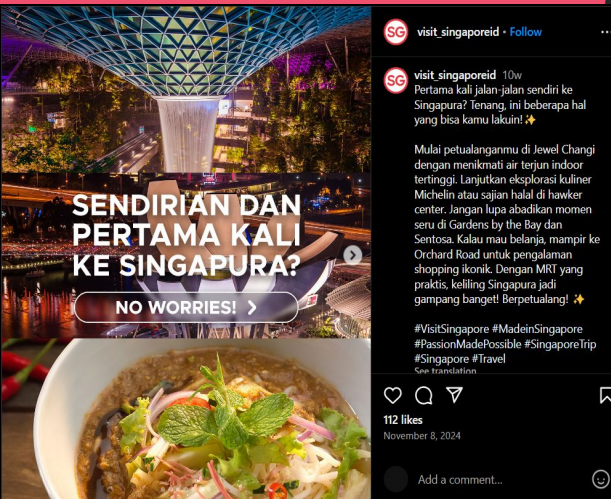 SENDIRIAN DAN
PERTAMA KALI
KE SINGAPURA?
NO WORRIES! >
SG visit_singaporeid • Follow
SG visit_singaporeid 10w
Pertama kali jalan-jalan sendiri ke
Singapura? Tenang, ini beberapa hal
yang bisa kamu lakuin!✨
Mulai petualanganmu di Jewel Changi
dengan menikmati air terjun indoor
tertinggi. Lanjutkan eksplorasi kuliner
Michelin atau sajian halal di hawker
center. Jangan lupa abadikan momen
seru di Gardens by the Bay dan
Sentosa. Kalau mau belanja, mampir ke
Orchard Road untuk pengalaman
shopping ikonik. Dengan MRT yang
praktis, keliling Singapura jadi
gampang banget! Berpetualang! ✨
#VisitSingapore #MadeinSingapore
#PassionMadePossible #SingaporeTrip
#Singapore #Travel
See translation
112 likes
November 8, 2024
Add a comment...